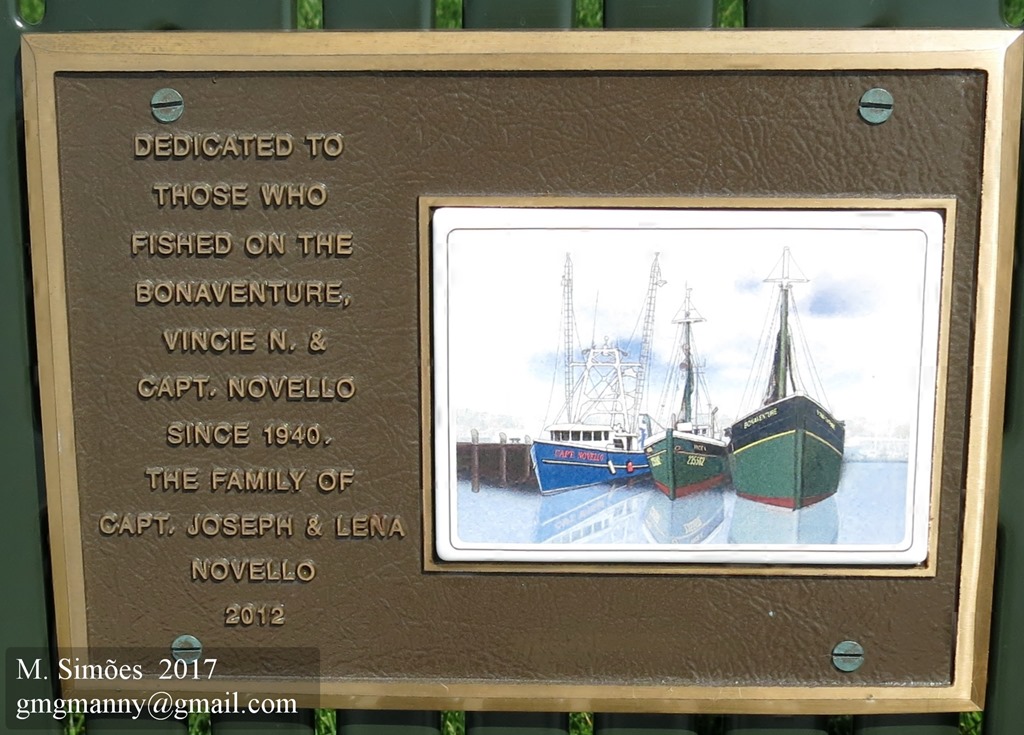 DEDICATED TO
THOSE WHO
FISHED ON THE
BONAVENTURE,
VINCIE N. &
CAPT. NOVELLO
SINCE 1940.
THE FAMILY OF
CAPT. JOSEPH & LENA
NOVELLO
2012
CAPT. NOVELLO
BONAVENTURE
M. Simões 2017
gmgmanny@gmail.com